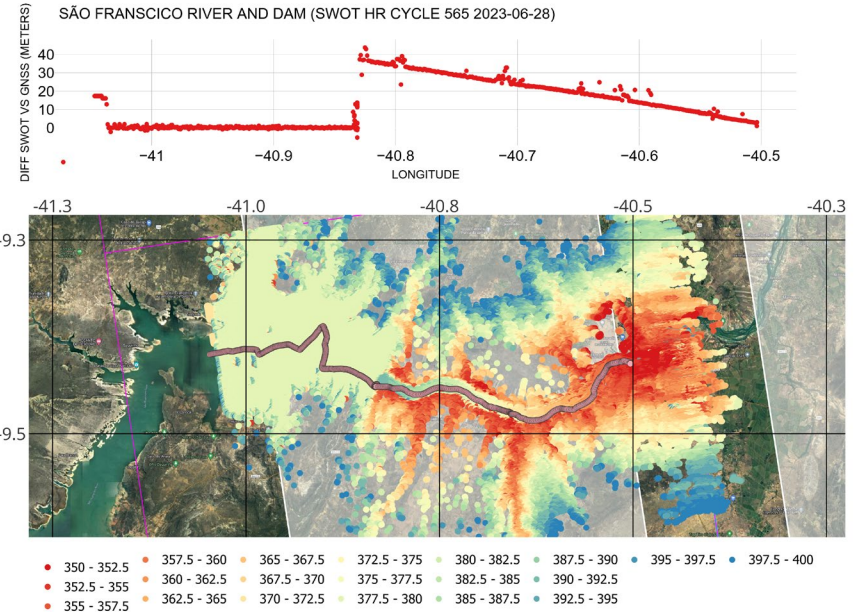 SÃO FRANSCICO RIVER AND DAM (SWOT HR CYCLE 565 2023-06-28)
DIFF SWOT VS GNSS (METERS)
40
30
20
10
0
−41 −40.9 −40.8 −40.7 −40.6 −40.5
LONGITUDE
-41.3 -41.0 -40.8 -40.5 -40.3
-9.3
-9.5
350 - 352.5 357.5 - 360 365 - 367.5 372.5 - 375 380 - 382.5 387.5 - 390 395 - 397.5 397.5 - 400
352.5 - 355 360 - 362.5 367.5 - 370 375 - 377.5 382.5 - 385 390 - 392.5
355 - 357.5 362.5 - 365 370 - 372.5 377.5 - 380 385 - 387.5 392.5 - 395